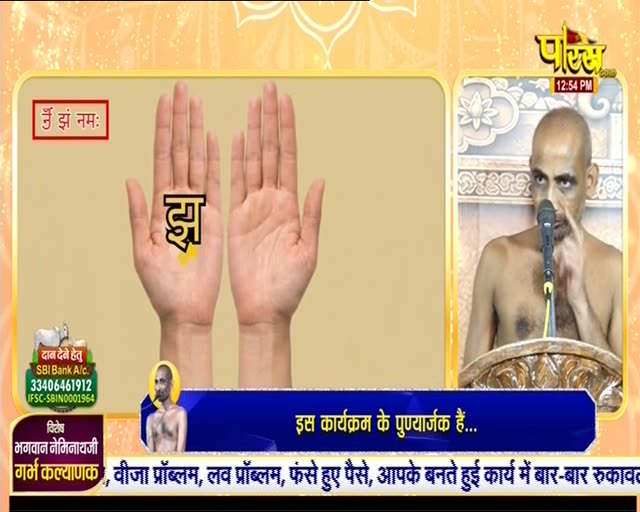 पारस
12:54 PM
झं नमः
झ
दान देने हेतु
SBI Bank A/c.
33406461912
IFSC-SBIN0001964
इस कार्यक्रम के पुण्यार्जक हैं...
विशेष
भगवान नेमिनाथजी
गर्भ कल्याणक
, वीजा प्रॉब्लम, लव प्रॉब्लम, फंसे हुए पैसे, आपके बनते हुई कार्य में बार-बार रुकावट